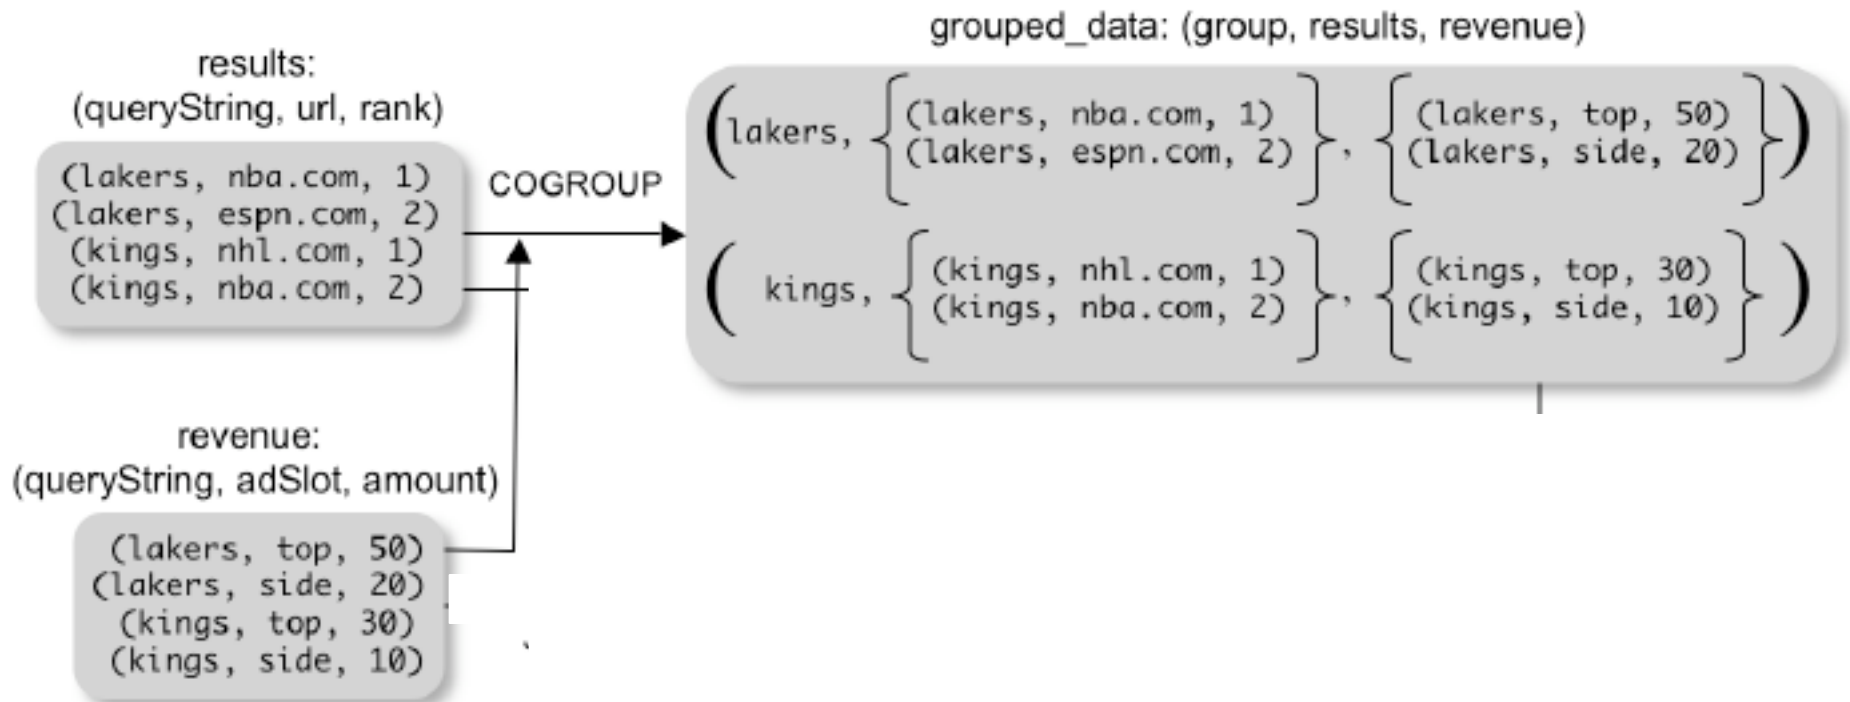 results:
(queryString, url, rank)
(lakers, nba.com, 1)
(lakers, espn.com, 2)
(kings, nhl.com, 1)
(kings, nba.com, 2)
COGROUP
revenue:
(queryString, adSlot, amount)
(lakers, top, 50)
(lakers, side, 20)
(kings, top, 30)
(kings, side, 10)
grouped_data: (group, results, revenue)
(lakers, {(lakers, nba.com, 1)
(lakers, espn.com, 2)}, {(lakers, top, 50)
(lakers, side, 20)})
(kings, {(kings, nhl.com, 1)
(kings, nba.com, 2)}, {(kings, top, 30)
(kings, side, 10)})